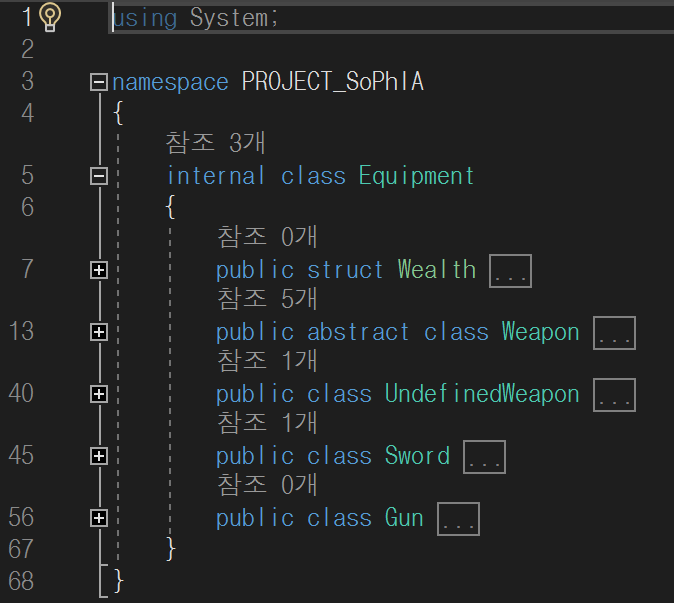 1 using System;
2
3 namespace PROJECT_SoPhIA
4 {
참조 3개
5 internal class Equipment
6 {
참조 0개
7 public struct Wealth ...
참조 5개
13 public abstract class Weapon ...
참조 1개
40 public class UndefinedWeapon ...
참조 1개
45 public class Sword ...
참조 0개
56 public class Gun ...
67 }
68 }